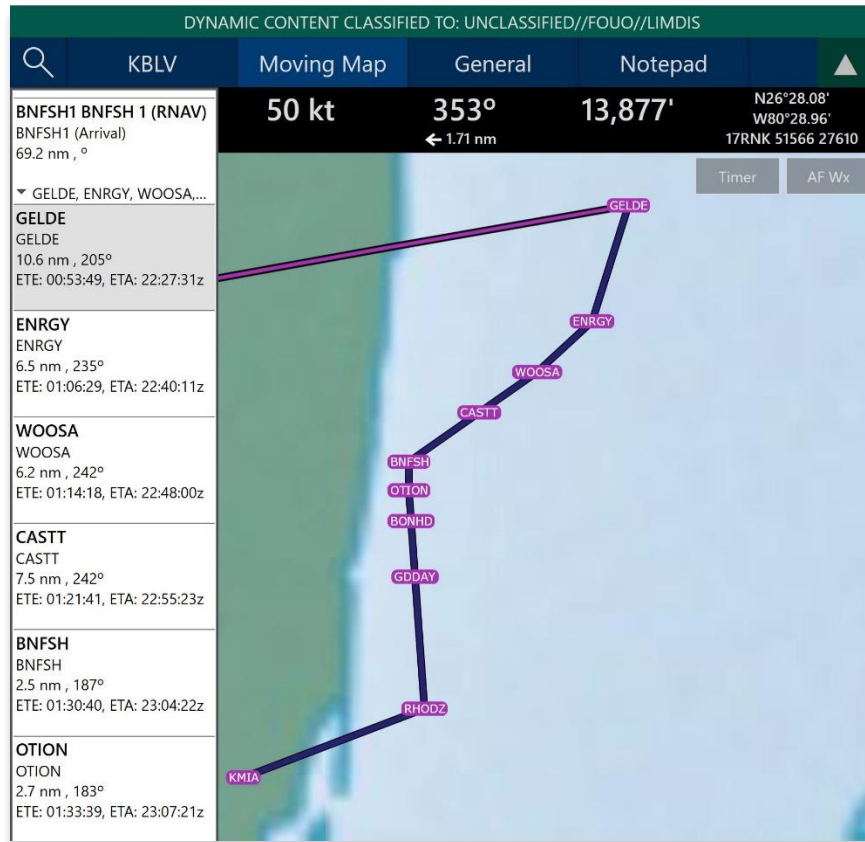 DYNAMIC CONTENT CLASSIFIED TO: UNCLASSIFIED//FOUO//LIMDIS
KBLV
Moving Map
General
Notepad
BNFSH1 BNFSH 1 (RNAV)
BNFSH1 (Arrival)
69.2 nm , °
GELDE, ENRGY, WOOSA,...
GELDE
GELDE
10.6 nm , 205°
ETE: 00:53:49, ETA: 22:27:31z
ENRGY
ENRGY
6.5 nm , 235°
ETE: 01:06:29, ETA: 22:40:11z
WOOSA
WOOSA
6.2 nm , 242°
ETE: 01:14:18, ETA: 22:48:00z
CASTT
CASTT
7.5 nm , 242°
ETE: 01:21:41, ETA: 22:55:23z
BNFSH
BNFSH
2.5 nm , 187°
ETE: 01:30:40, ETA: 23:04:22z
OTION
OTION
2.7 nm , 183°
ETE: 01:33:39, ETA: 23:07:21z
50 kt
353°
← 1.71 nm
13,877'
N26°28.08'
W80°28.96'
17RNK 51566 27610
Timer
AF Wx
GELDE
ENRGY
WOOSA
CASTT
BNFSH
OTION
BONHD
GDDAY
RHODZ
KMIA